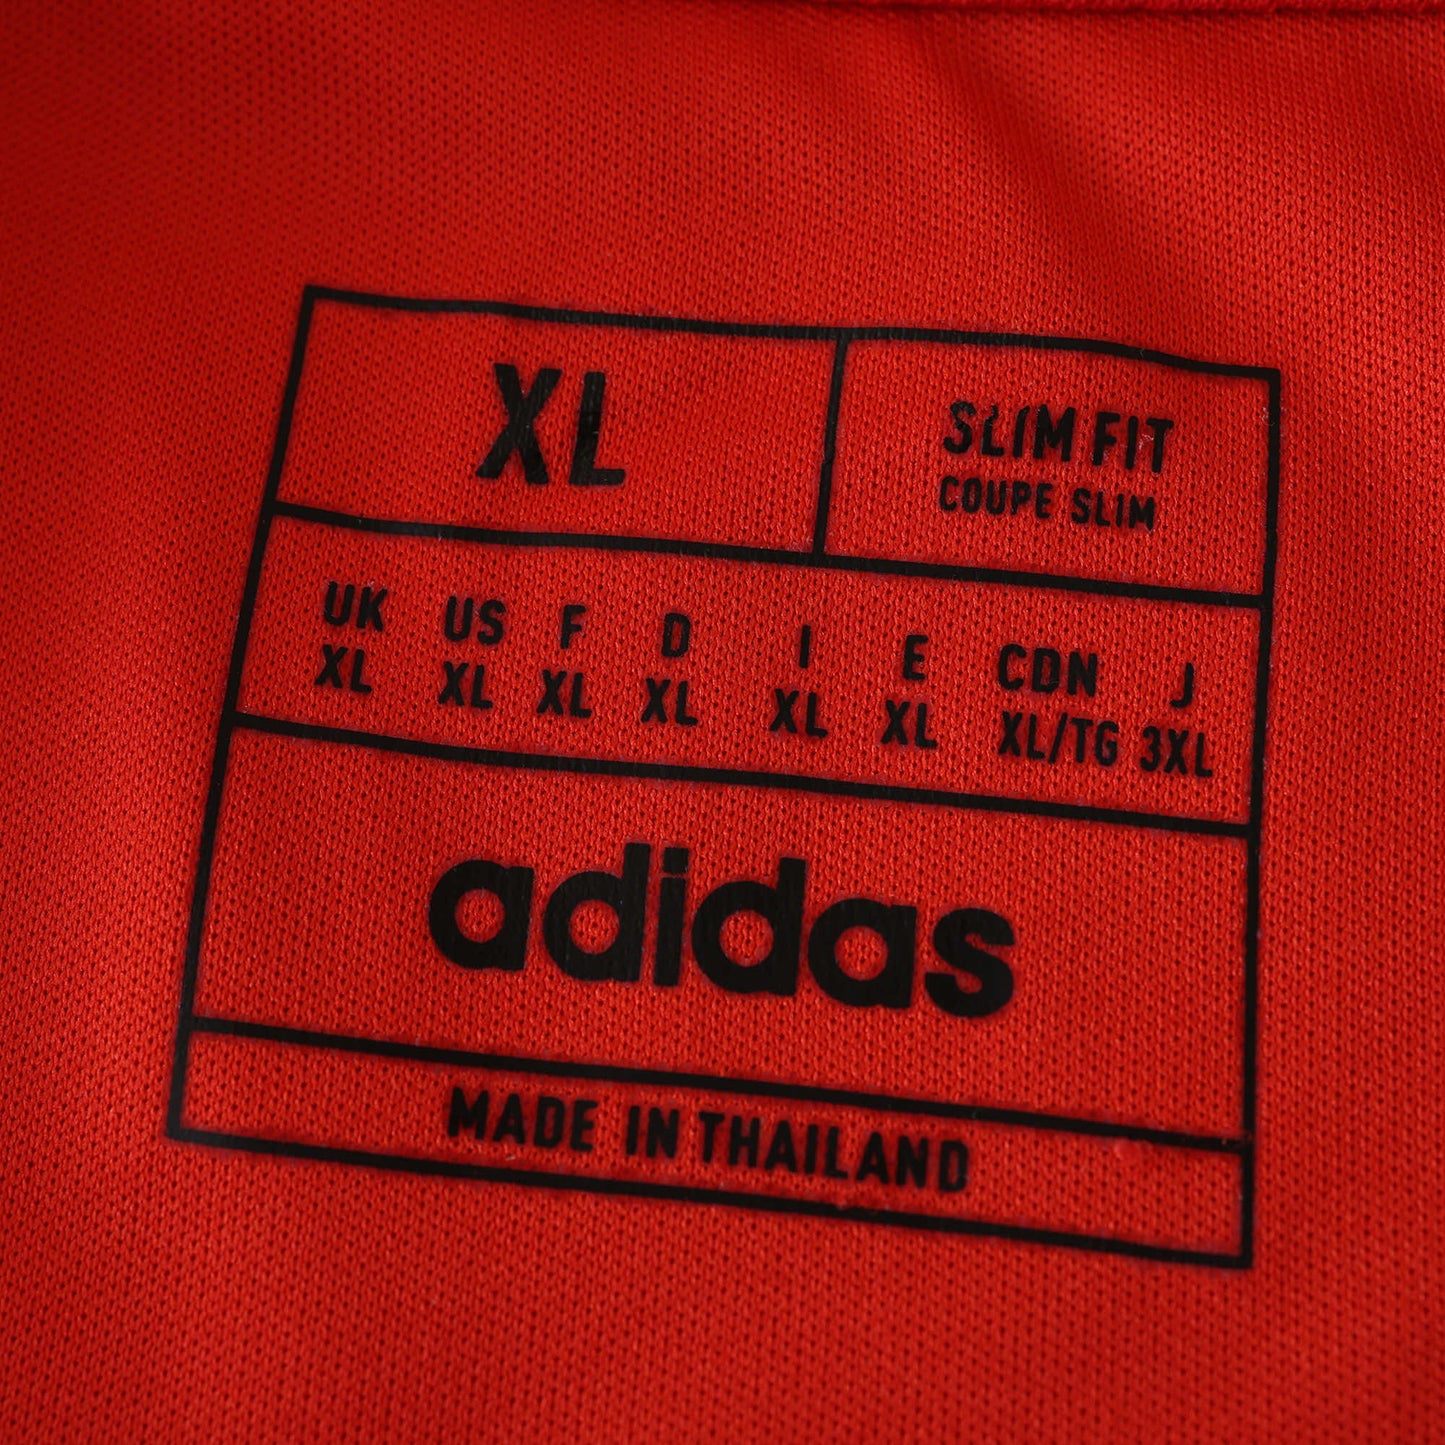 XL
SLIM FIT
COUPE SLIM
UK US F D I E CDN J
XL XL XL XL XL XL XL/TG 3XL
adidas
MADE IN THAILAND